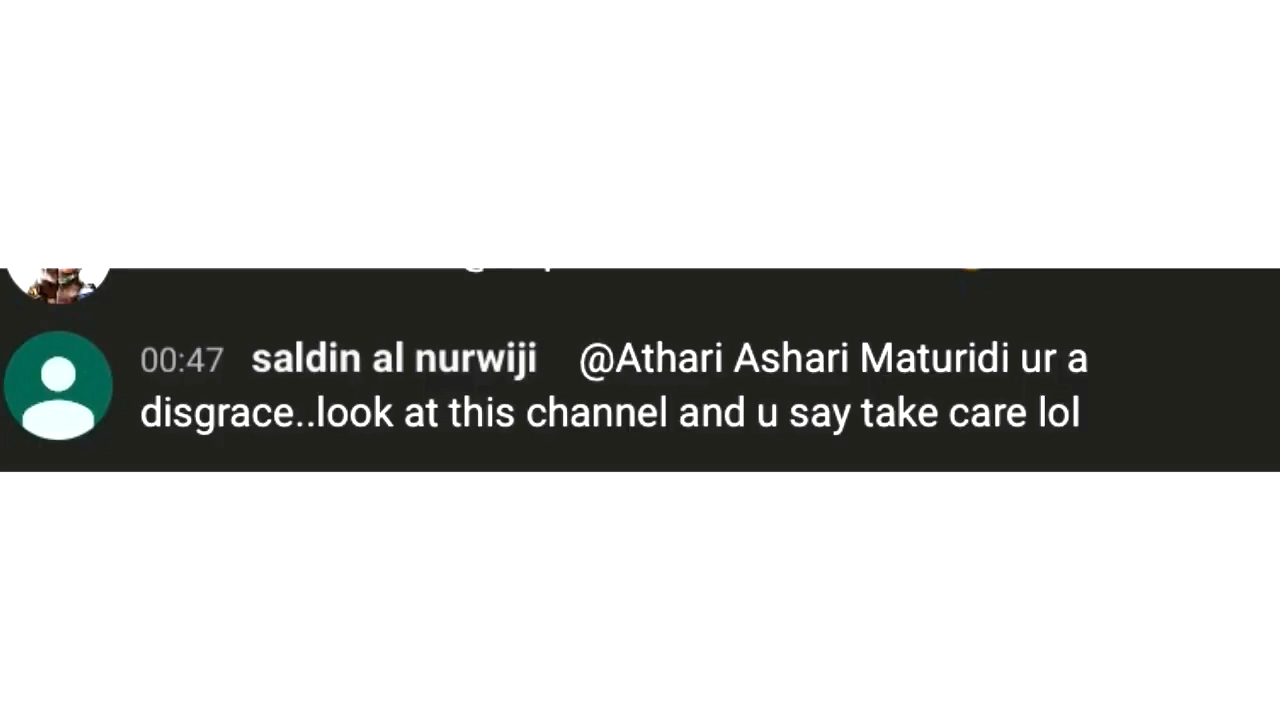 00:47 saldin al nurwiji @Athari Ashari Maturidi ur a
disgrace..look at this channel and u say take care lol